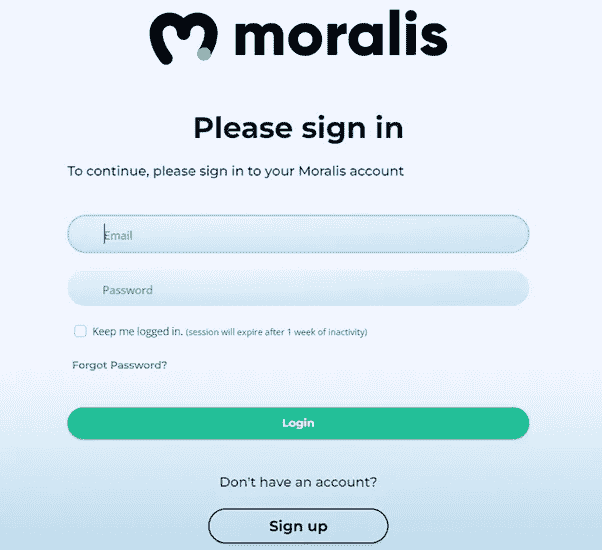 moralis
Please sign in
To continue, please sign in to your Moralis account
Email
Password
Keep me logged in. (session will expire after 1 week of inactivity)
Forgot Password?
Login
Don't have an account?
Sign up